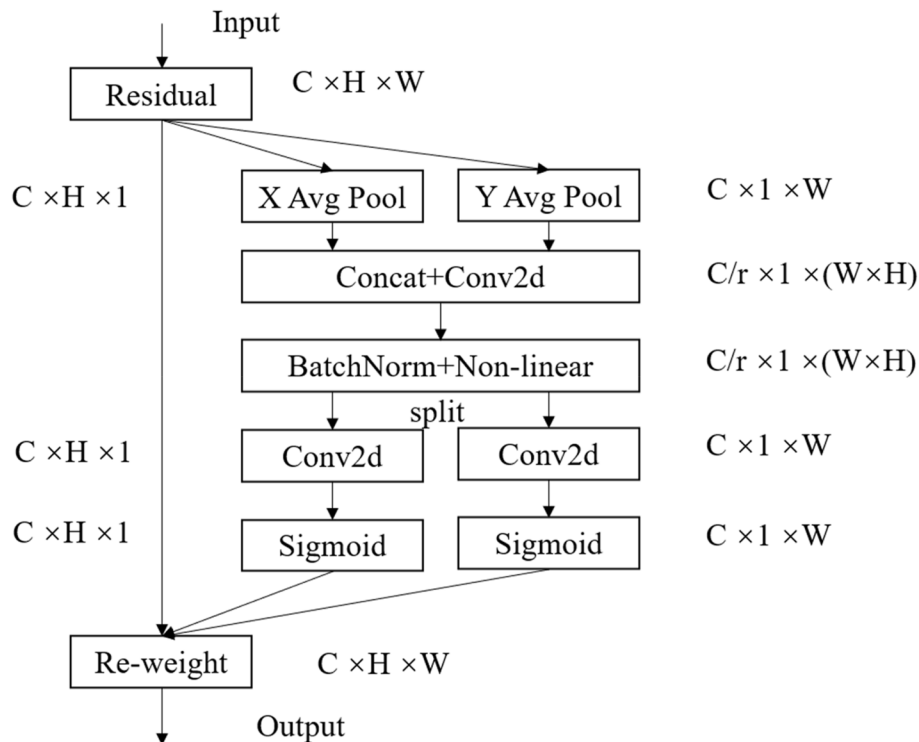 Input
Residual
C ×H ×W
C ×H ×1
X Avg Pool
Y Avg Pool
C ×1 ×W
Concat+Conv2d
C/r ×1 ×(W×H)
BatchNorm+Non-linear
C/r ×1 ×(W×H)
split
C ×H ×1
Conv2d
Conv2d
C ×1 ×W
C ×H ×1
Sigmoid
Sigmoid
C ×1 ×W
Re-weight
C ×H ×W
Output